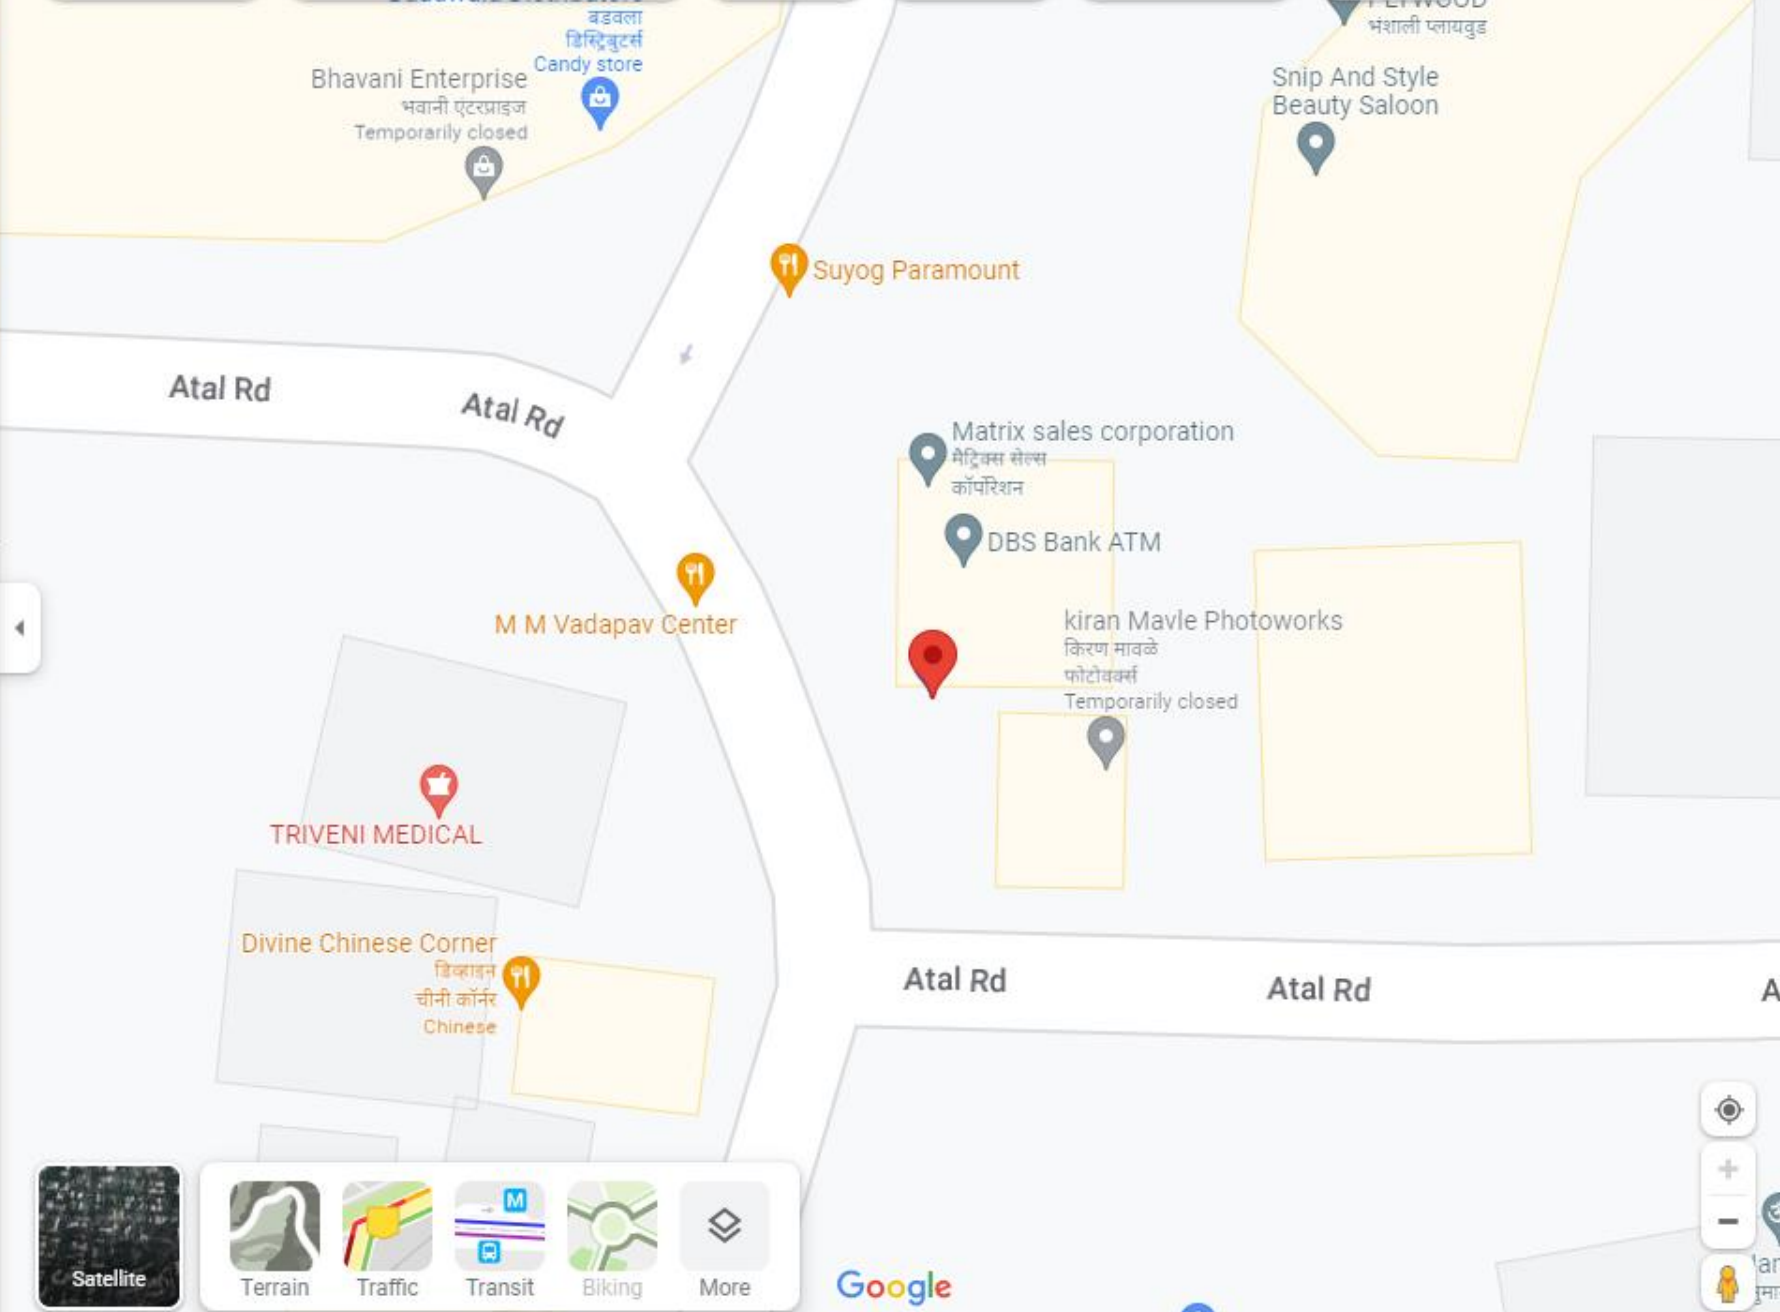 बडवला
डिस्ट्रिबुटर्स
Candy store
Bhavani Enterprise
भवानी एंटरप्राइज
Temporarily closed
PLYWOOD
भंशाली प्लायवुड
Snip And Style
Beauty Saloon
Suyog Paramount
Atal Rd
Atal Rd
Matrix sales corporation
मैट्रिक्स सेल्स
कॉर्पोरेशन
DBS Bank ATM
M M Vadapav Center
kiran Mavle Photoworks
किरण मावळे
फोटोवर्क्स
Temporarily closed
TRIVENI MEDICAL
Divine Chinese Corner
डिव्हाइन
चीनी कॉर्नर
Chinese
Atal Rd
Atal Rd
A
Satellite
Terrain
Traffic
M
Transit
Biking
More
Google